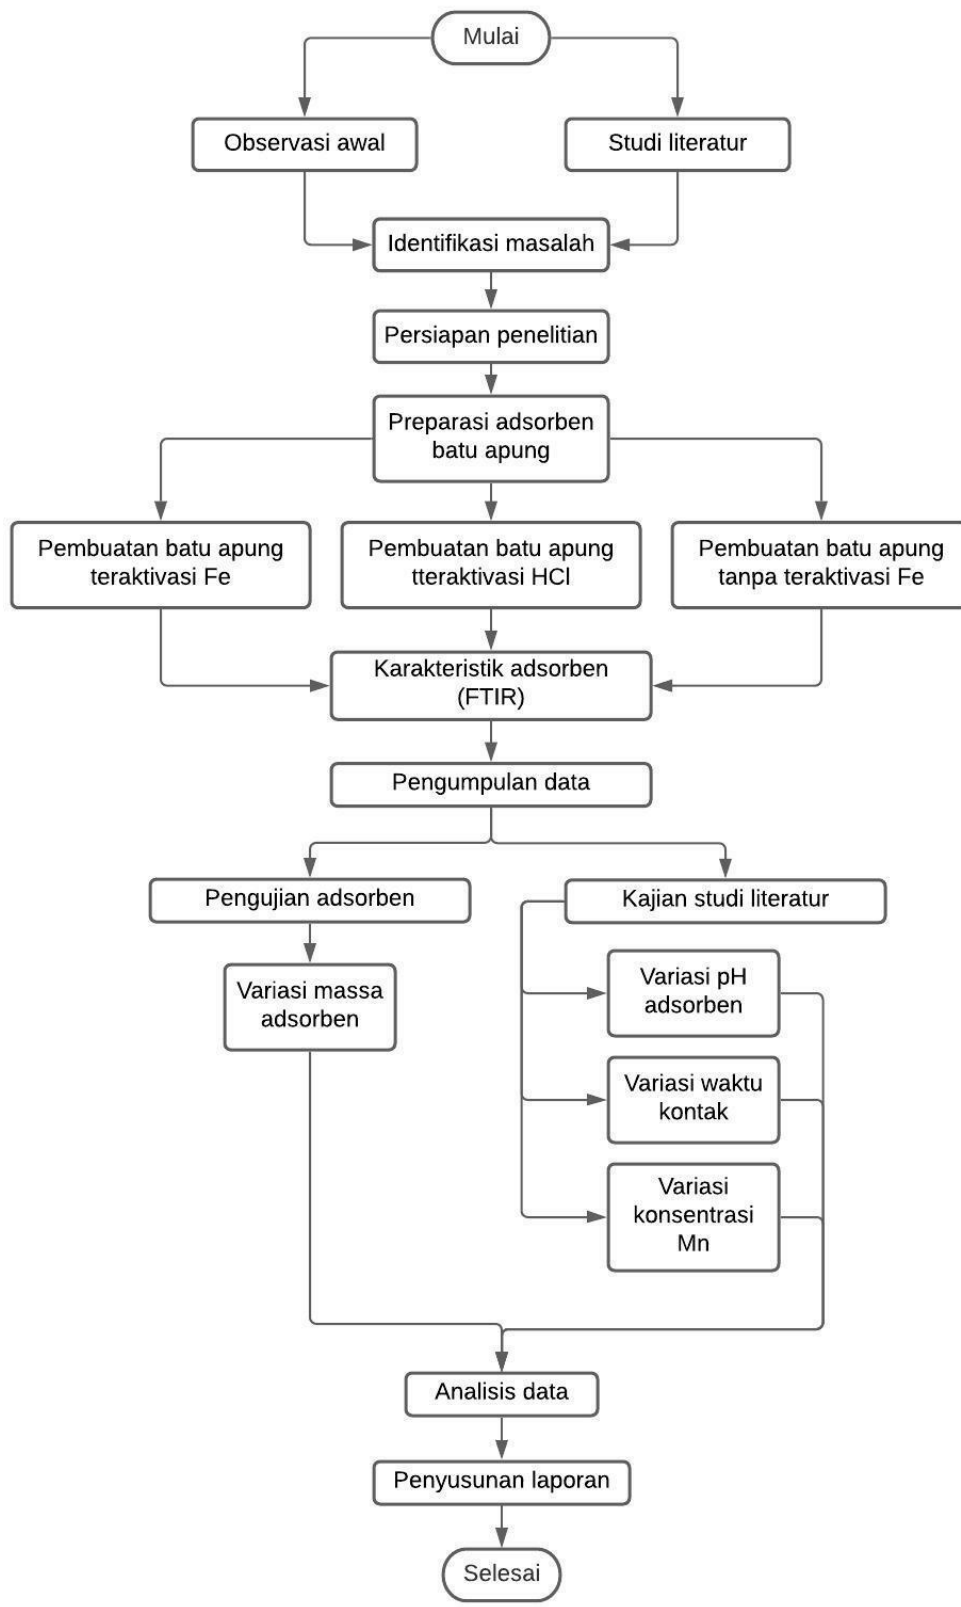 Mulai
Observasi awal
Studi literatur
Identifikasi masalah
Persiapan penelitian
Preparasi adsorben
batu apung
Pembuatan batu apung
teraktivasi Fe
Pembuatan batu apung
tteraktivasi HCl
Pembuatan batu apung
tanpa teraktivasi Fe
Karakteristik adsorben
(FTIR)
Pengumpulan data
Pengujian adsorben
Kajian studi literatur
Variasi massa
adsorben
Variasi pH
adsorben
Variasi waktu
kontak
Variasi
konsentrasi
Mn
Analisis data
Penyusunan laporan
Selesai